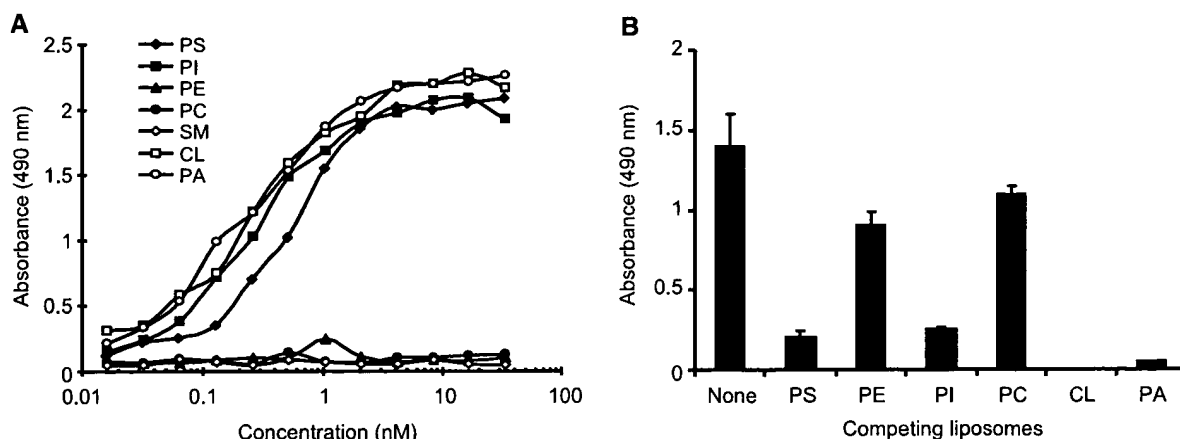 A
2.5
2
1.5
1
0.5
0
Absorbance (490 nm)
PS
PI
PE
PC
SM
CL
PA
0.01
0.1
1
10
100
Concentration (nM)
B
2
1.5
1
0.5
0
Absorbance (490 nm)
None
PS
PE
PI
PC
CL
PA
Competing liposomes